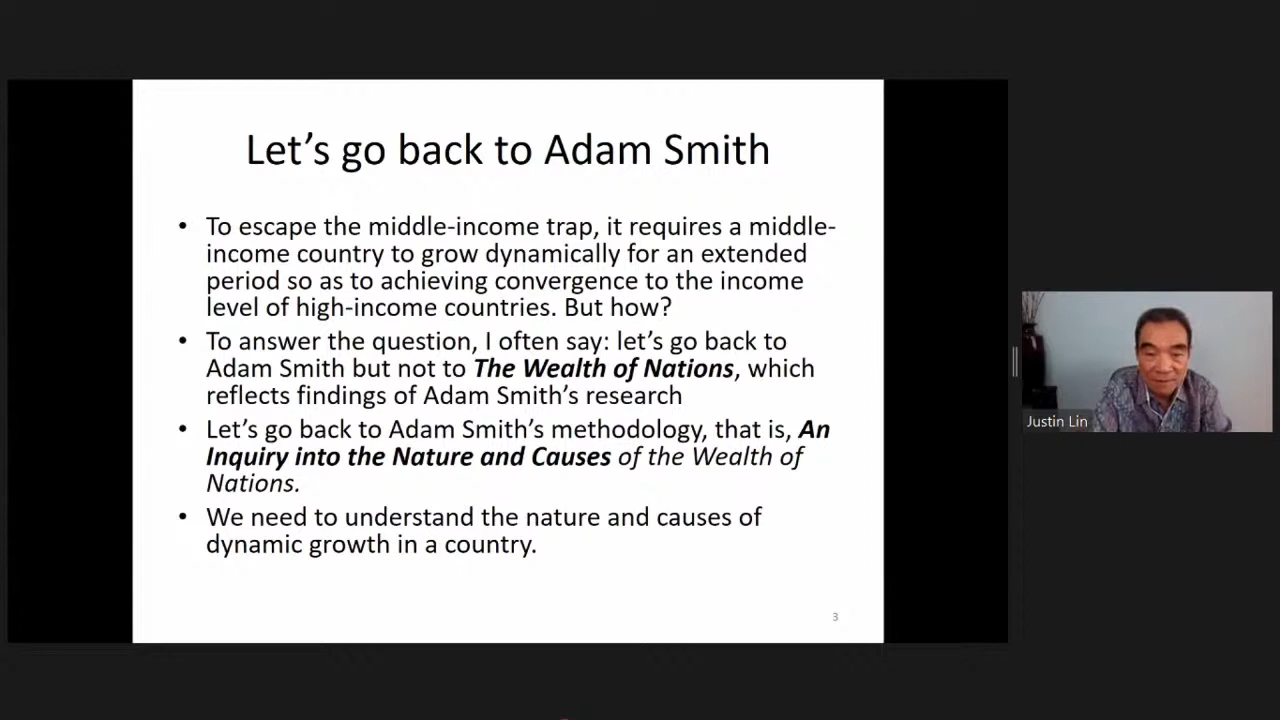 Let's go back to Adam Smith
• To escape the middle-income trap, it requires a middle-
income country to grow dynamically for an extended
period so as to achieving convergence to the income
level of high-income countries. But how?
• To answer the question, I often say: let's go back to
Adam Smith but not to The Wealth of Nations, which
reflects findings of Adam Smith's research
• Let's go back to Adam Smith's methodology, that is, An
Inquiry into the Nature and Causes of the Wealth of
Nations.
• We need to understand the nature and causes of
dynamic growth in a country.
3
Justin Lin